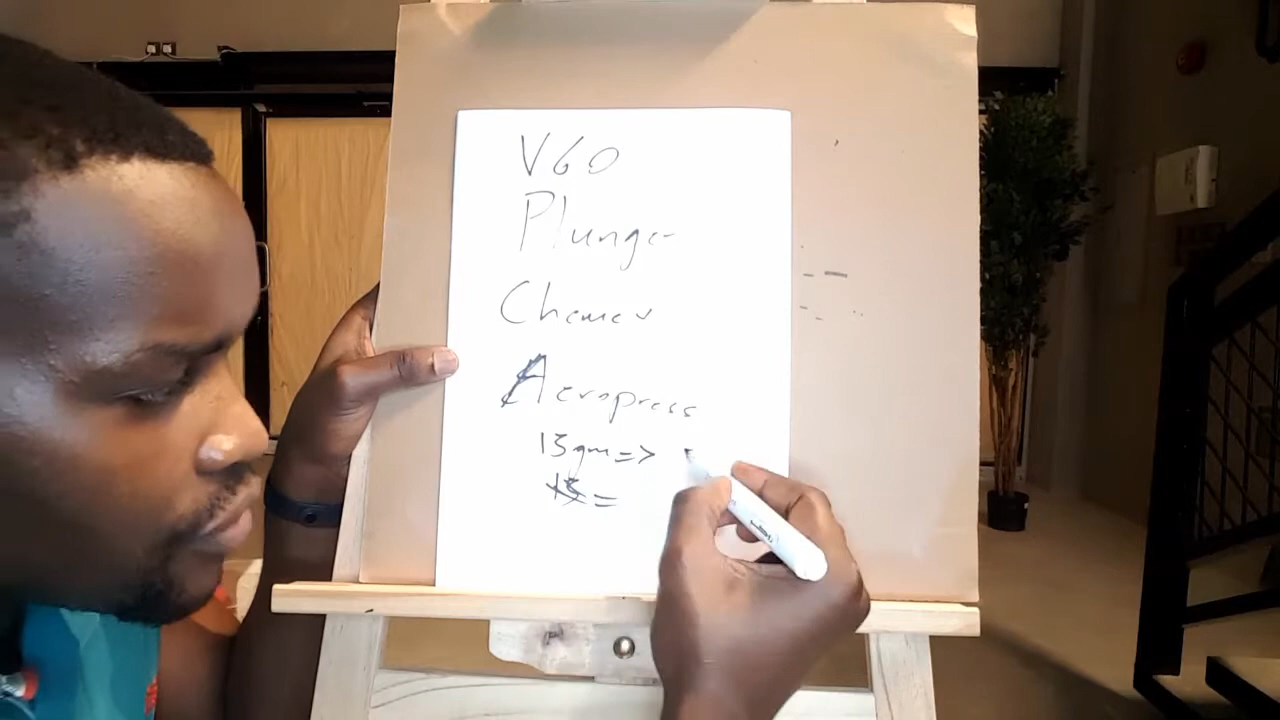 V60
Plunger
Chemex
Aeropress
15gm =>
=